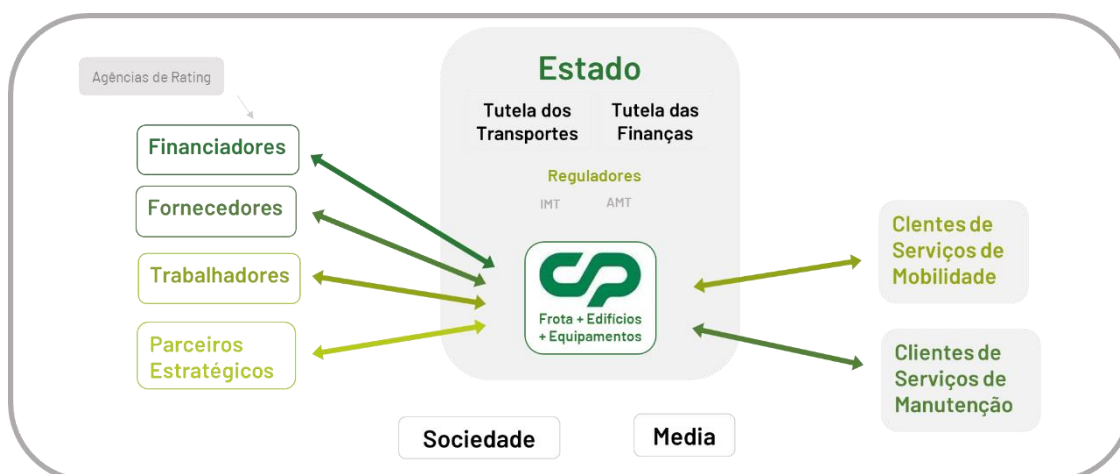 Agências de Rating
Financiadores
Fornecedores
Trabalhadores
Parceiros
Estratégicos
Estado
Tutela dos
Transportes
Tutela das
Finanças
Reguladores
IMT
AMT
CP
Frota + Edifícios
+ Equipamentos
Clentes de
Serviços de
Mobilidade
Clientes de
Serviços de
Manutenção
Sociedade
Media